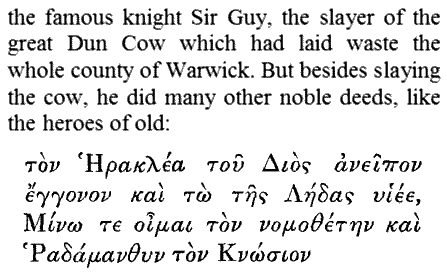 the famous knight Sir Guy, the slayer of the
great Dun Cow which had laid waste the
whole county of Warwick. But besides slaying
the cow, he did many other noble deeds, like
the heroes of old:
τὸν Ἡρακλέα τοῦ Διὸς ἀνεῖπον
ἔγγονον καὶ τὼ τῆς Λήδας υἱέε,
Μίνω τε οἶμαι τὸν νομοθέτην καὶ
Ῥαδάμανθυν τὸν Κνώσιον